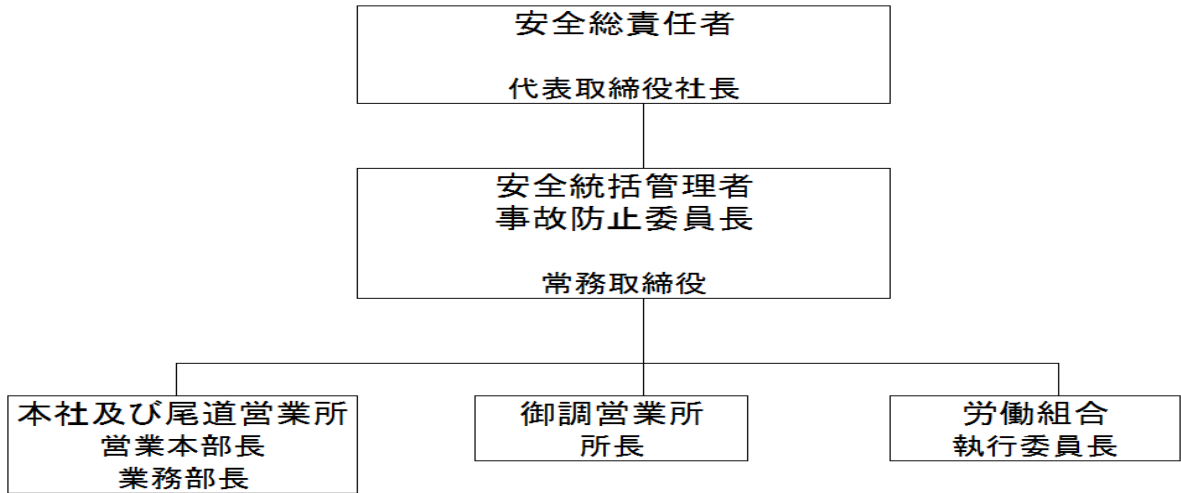 安全総責任者
代表取締役社長
安全統括管理者
事故防止委員長
常務取締役
本社及び尾道営業所
営業本部長
業務部長
御調営業所
所長
労働組合
執行委員長